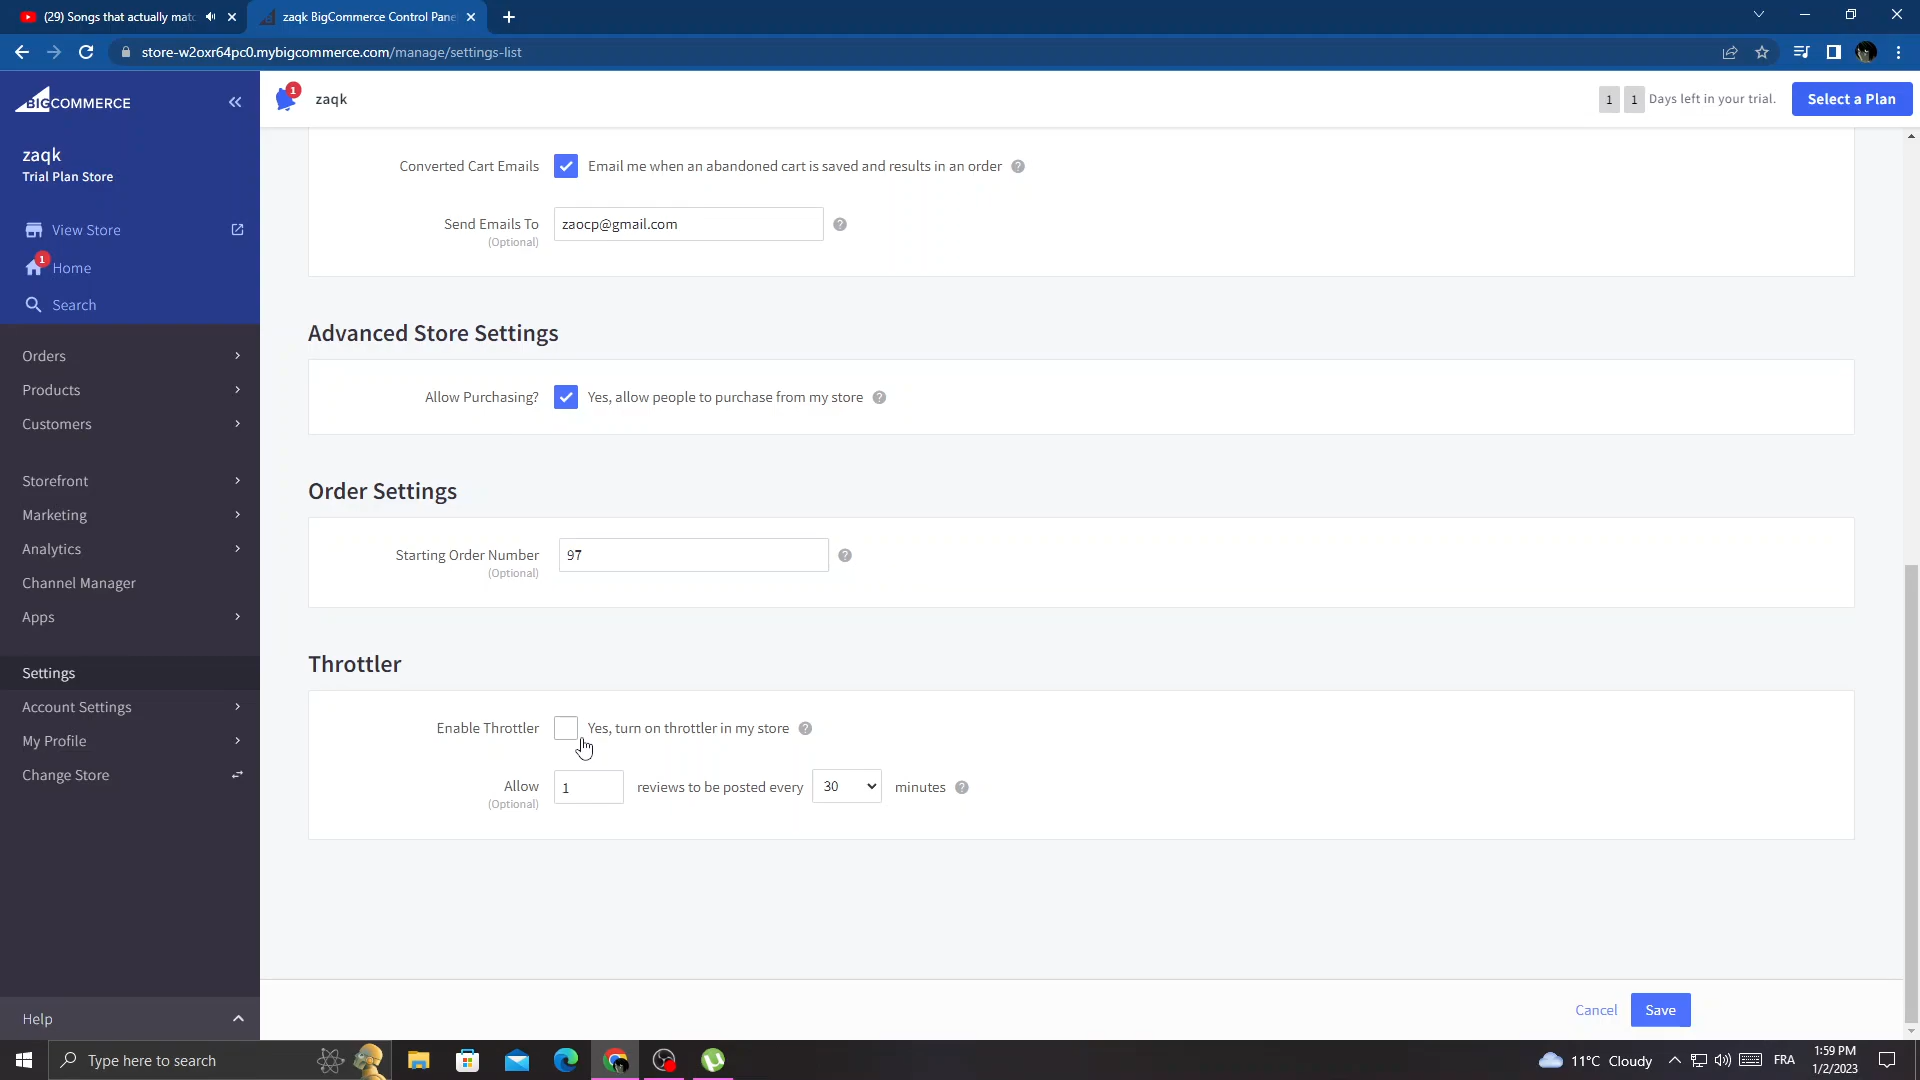 (29) Songs that actually mat
zaqk BigCommerce Control Pane
store-w2oxr64pc0.mybigcommerce.com/manage/settings-list
BIGCOMMERCE
1
zaqk
1 1 Days left in your trial.
Select a Plan
zaqk
Trial Plan Store
View Store
1
Home
Search
Orders
Products
Customers
Storefront
Marketing
Analytics
Channel Manager
Apps
Settings
Account Settings
My Profile
Change Store
Help
Converted Cart Emails Email me when an abandoned cart is saved and results in an order ?
Send Emails To zaocp@gmail.com ?
(Optional)
Advanced Store Settings
Allow Purchasing? Yes, allow people to purchase from my store ?
Order Settings
Starting Order Number 97 ?
(Optional)
Throttler
Enable Throttler Yes, turn on throttler in my store ?
Allow 1 reviews to be posted every 30 minutes ?
(Optional)
Cancel Save
Type here to search
11°C Cloudy
FRA
1:59 PM
1/2/2023